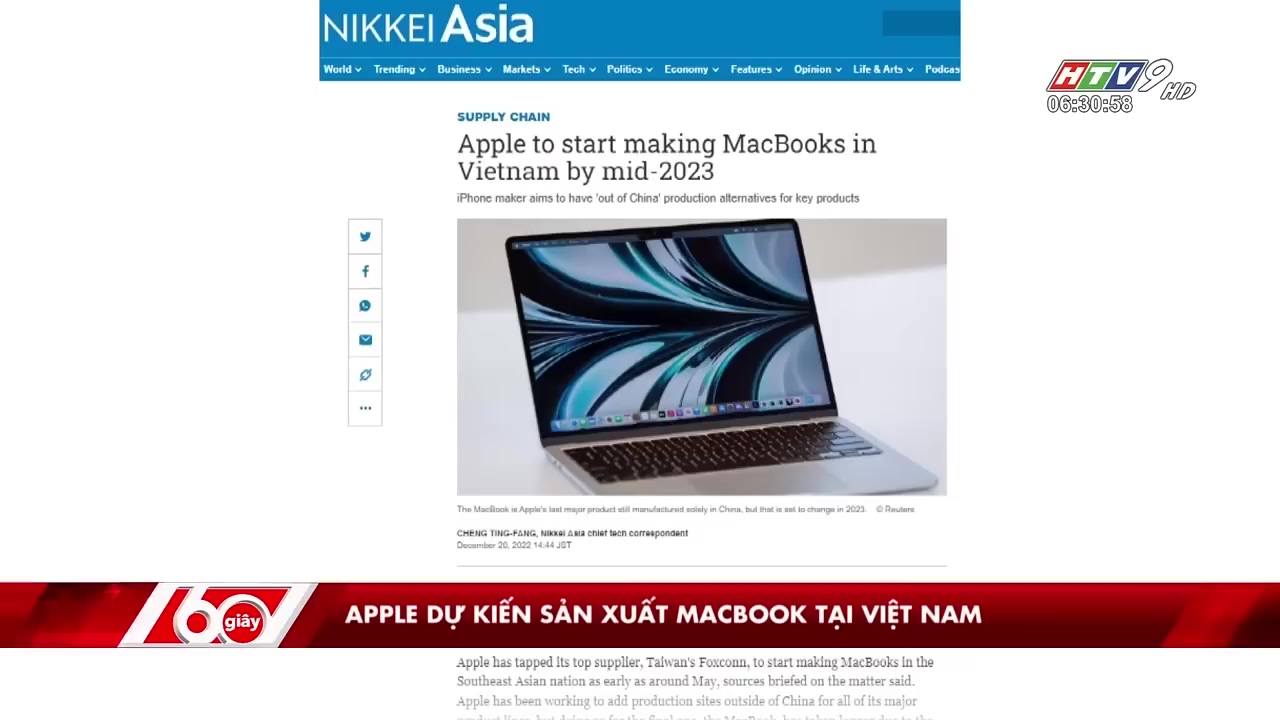 NIKKEI Asia
World Trending Business Markets Tech Politics Economy Features Opinion Life & Arts Podcas
HTV9 HD
06:30:58
SUPPLY CHAIN
Apple to start making MacBooks in
Vietnam by mid-2023
iPhone maker aims to have 'out of China' production alternatives for key products
The MacBook is Apple's last major product still manufactured solely in China, but that is set to change in 2023. © Reuters
CHENG TING-FANG, Nikkei Asia chief tech correspondent
December 20, 2022 14:44 JST
60 giây
APPLE DỰ KIẾN SẢN XUẤT MACBOOK TẠI VIỆT NAM
Apple has tapped its top supplier, Taiwan's Foxconn, to start making MacBooks in the
Southeast Asian nation as early as around May, sources briefed on the matter said.
Apple has been working to add production sites outside of China for all of its major